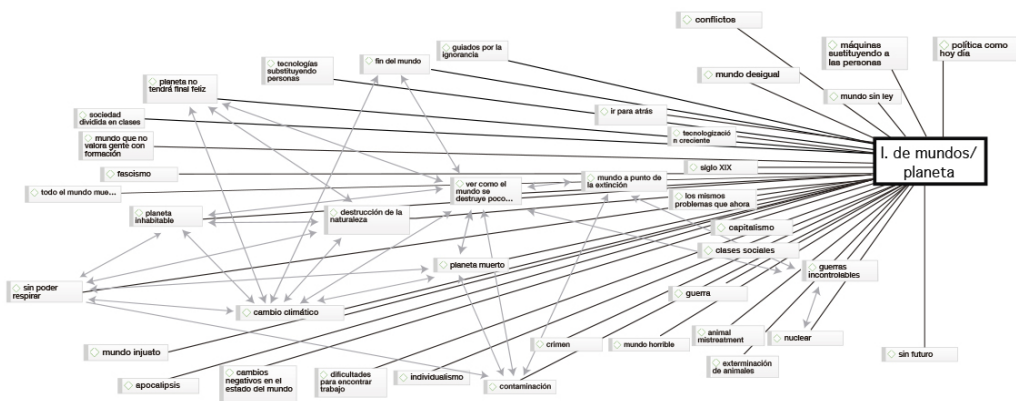 conflictos
guiados por la
ignorancia
máquinas
sustituyendo a
las personas
política como
hoy día
tecnologías
substituyendo
personas
fin del mundo
planeta no
tendrá final feliz
mundo desigual
mundo sin ley
sociedad
dividida en clases
ir para atrás
mundo que no
valora gente con
formación
tecnologizació
n creciente
I. de mundos/
planeta
fascismo
siglo XIX
todo el mundo mue...
ver como el
mundo se
destruye poco...
mundo a punto de
la extinción
los mismos
problemas que ahora
planeta
inhabitable
destrucción de la
naturaleza
capitalismo
clases sociales
planeta muerto
guerras
incontrolables
sin poder
respirar
guerra
cambio climático
animal
mistreatment
nuclear
mundo injusto
crimen
mundo horrible
sin futuro
exterminación
de animales
apocalipsis
cambios
negativos en el
estado del mundo
dificultades
para encontrar
trabajo
individualismo
contaminación